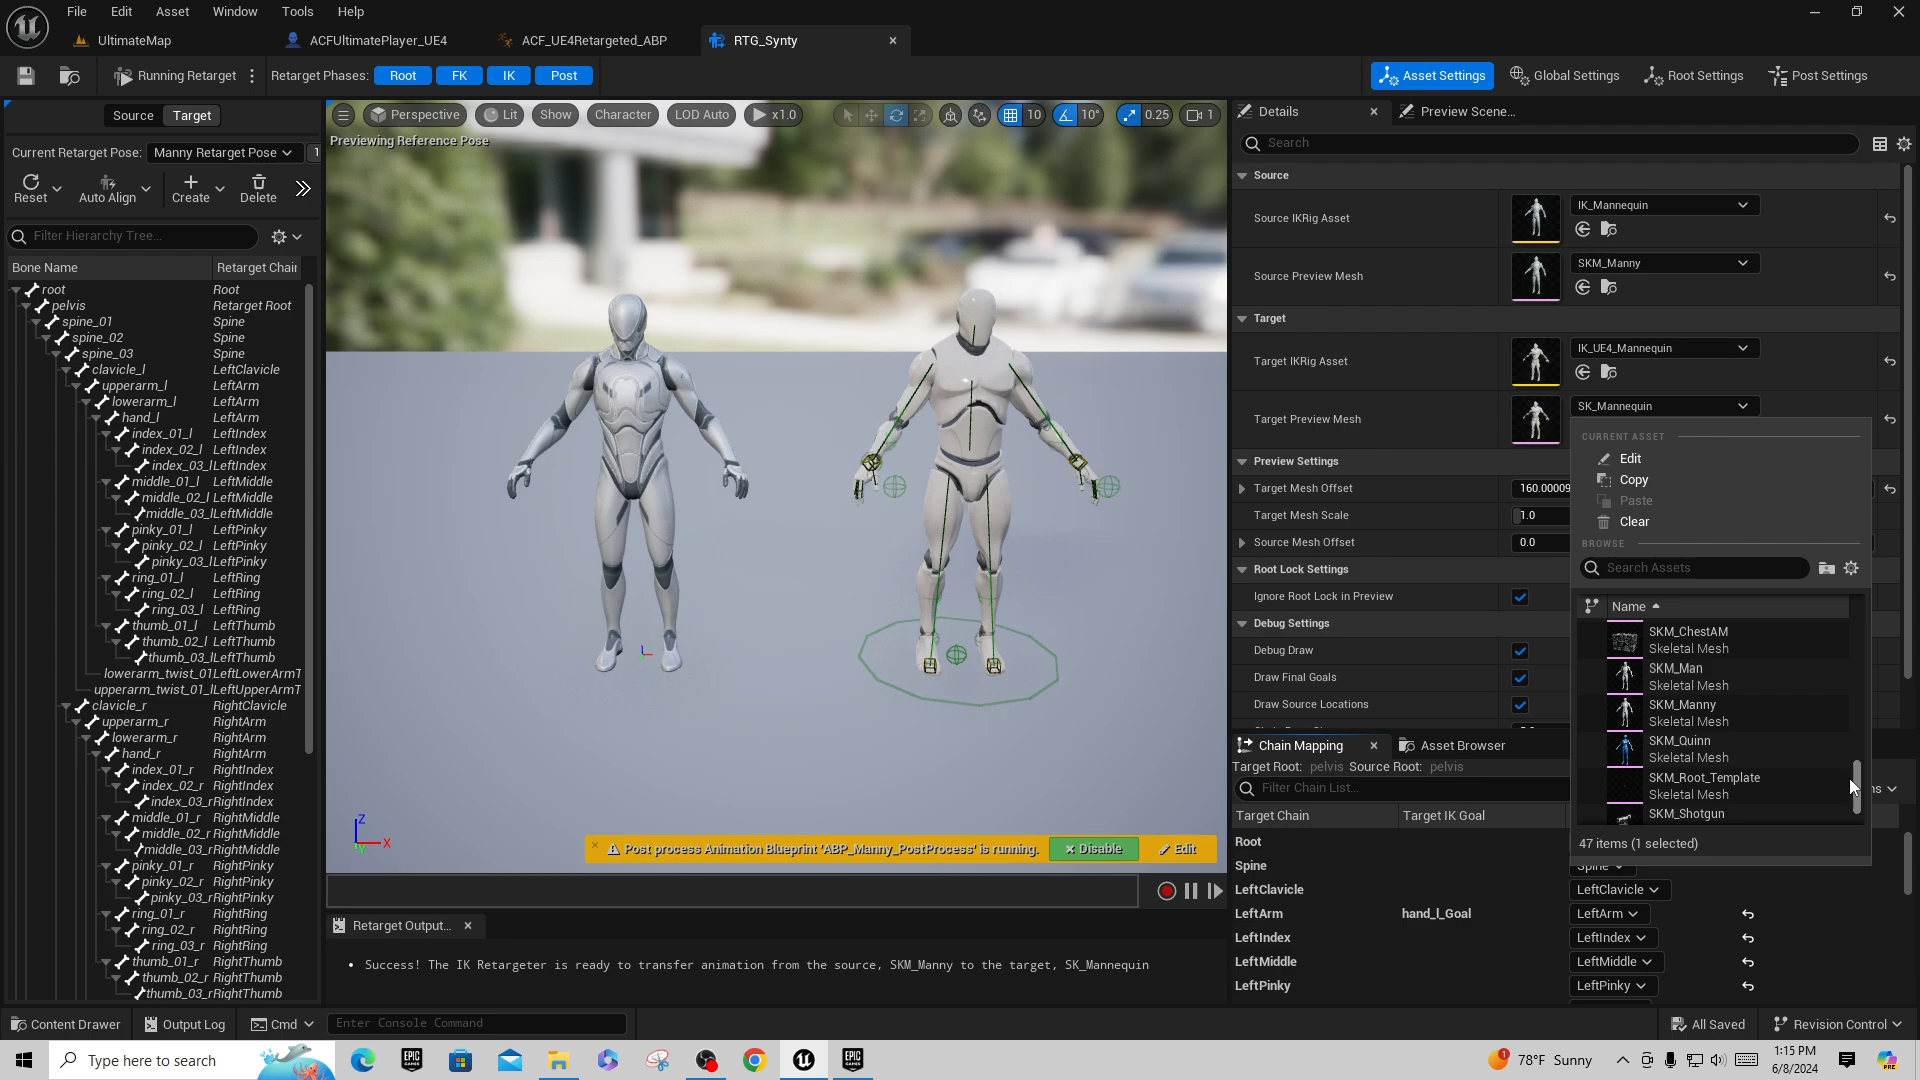 File Edit Asset Window Tools Help
UltimateMap ACFUltimatePlayer_UE4 ACF_UE4Retargeted_ABP RTG_Synty
Running Retarget Retarget Phases: Root FK IK Post Asset Settings Global Settings Root Settings Post Settings
Source Target
Perspective Lit Show Character LOD Auto x1.0 10 10° 0.25 1
Previewing Reference Pose
Current Retarget Pose: Manny Retarget Pose
Reset Auto Align Create Delete
Filter Hierarchy Tree...
Bone Name Retarget Chain
root Root
pelvis Retarget Root
spine_01 Spine
spine_02 Spine
spine_03 Spine
clavicle_l LeftClavicle
upperarm_l LeftArm
lowerarm_l LeftArm
hand_l LeftArm
index_01_l LeftIndex
index_02_l LeftIndex
index_03_l LeftIndex
middle_01_l LeftMiddle
middle_02_l LeftMiddle
middle_03_l LeftMiddle
pinky_01_l LeftPinky
pinky_02_l LeftPinky
pinky_03_l LeftPinky
ring_01_l LeftRing
ring_02_l LeftRing
ring_03_l LeftRing
thumb_01_l LeftThumb
thumb_02_l LeftThumb
thumb_03_l LeftThumb
lowerarm_twist_01 LeftLowerArmT
upperarm_twist_01_l LeftUpperArmT
clavicle_r RightClavicle
upperarm_r RightArm
lowerarm_r RightArm
hand_r RightArm
index_01_r RightIndex
index_02_r RightIndex
index_03_r RightIndex
middle_01_r RightMiddle
middle_02_r RightMiddle
middle_03_r RightMiddle
pinky_01_r RightPinky
pinky_02_r RightPinky
pinky_03_r RightPinky
ring_01_r RightRing
ring_02_r RightRing
ring_03_r RightRing
thumb_01_r RightThumb
thumb_02_r RightThumb
thumb_03_r RightThumb
Z
X
Post process Animation Blueprint 'ABP_Manny_PostProcess' is running. Disable Edit
Retarget Output...
Success! The IK Retargeter is ready to transfer animation from the source, SKM_Manny to the target, SK_Mannequin
Details Preview Scene...
Search
Source
Source IKRig Asset IK_Mannequin
Source Preview Mesh SKM_Manny
Target
Target IKRig Asset IK_UE4_Mannequin
Target Preview Mesh SK_Mannequin
Preview Settings
Target Mesh Offset 160.00009
Target Mesh Scale 1.0
Source Mesh Offset 0.0
Root Lock Settings
Ignore Root Lock in Preview
Debug Settings
Debug Draw
Draw Final Goals
Draw Source Locations
CURRENT ASSET
Edit
Copy
Paste
Clear
BROWSE
Search Assets
Name
SKM_ChestAM
Skeletal Mesh
SKM_Man
Skeletal Mesh
SKM_Manny
Skeletal Mesh
SKM_Quinn
Skeletal Mesh
SKM_Root_Template
Skeletal Mesh
SKM_Shotgun
47 items (1 selected)
Chain Mapping Asset Browser
Target Root: pelvis Source Root: pelvis
Filter Chain List...
Target Chain Target IK Goal
Root
Spine Spine
LeftClavicle LeftClavicle
LeftArm hand_l_Goal LeftArm
LeftIndex LeftIndex
LeftMiddle LeftMiddle
LeftPinky LeftPinky
Content Drawer Output Log Cmd Enter Console Command All Saved Revision Control
Type here to search 78°F Sunny 1:15 PM
6/8/2024